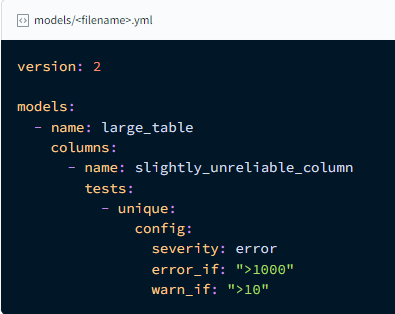 models/<filename>.yml
version: 2
models:
  - name: large_table
    columns:
      - name: slightly_unreliable_column
        tests:
          - unique:
              config:
                severity: error
                error_if: ">1000"
                warn_if: ">10"